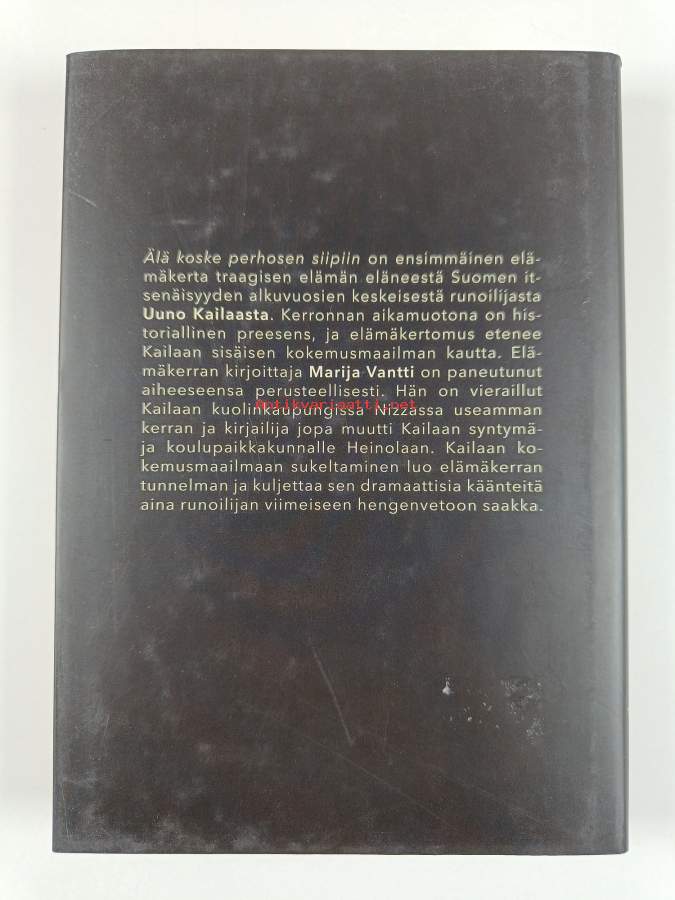 Älä koske perhosen siipiin on ensimmäinen elä-
mäkerta traagisen elämän eläneestä Suomen it-
senäisyyden alkuvuosien keskeisestä runoilijasta
Uuno Kailaasta. Kerronnan aikamuotona on his-
toriallinen preesens, ja elämäkertomus etenee
Kailaan sisäisen kokemusmaailman kautta. Elä-
mäkerran kirjoittaja Marija Vantti on paneutunut
aiheeseensa perusteellisesti. Hän on vieraillut
antikvariaatti.net
Kailaan kuolinkaupungissa Nizzassa useamman
kerran ja kirjailija jopa muutti Kailaan syntymä-
ja koulupaikkakunnalle Heinolaan. Kailaan ko-
kemusmaailmaan sukeltaminen luo elämäkerran
tunnelman ja kuljettaa sen dramaattisia käänteitä
aina runoilijan viimeiseen hengenvetoon saakka.